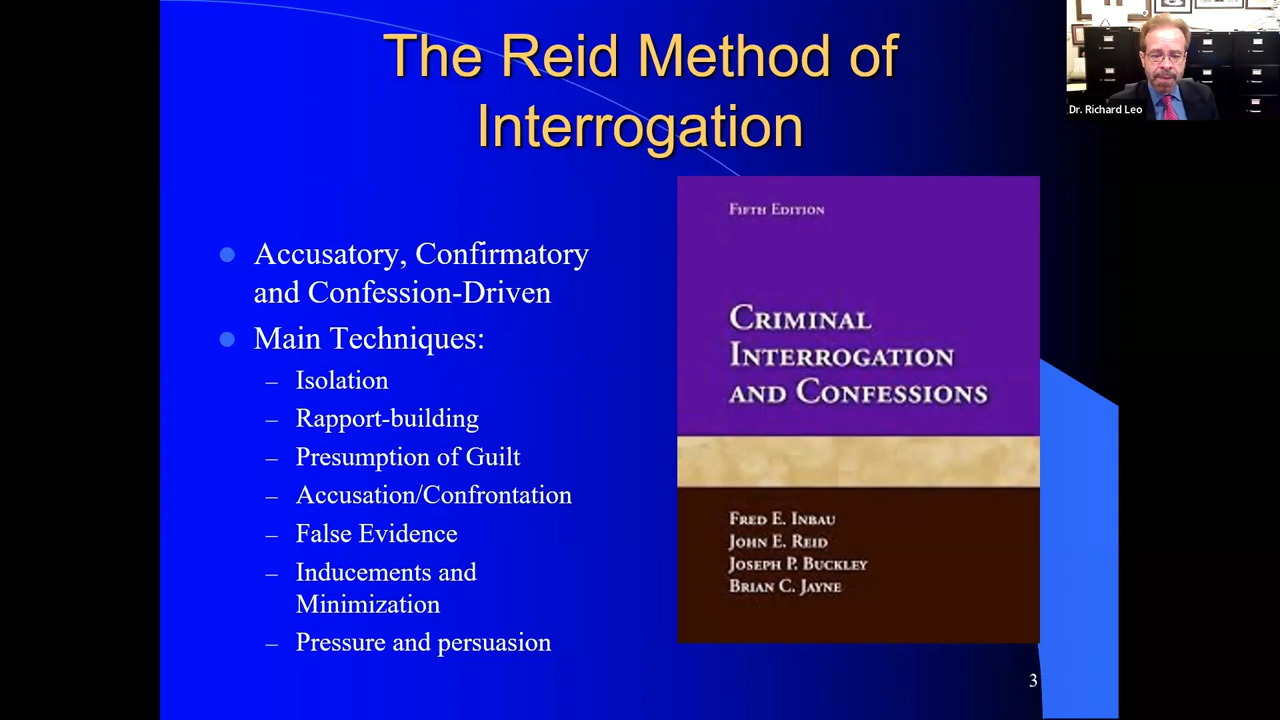 The Reid Method of
Interrogation
Dr. Richard Leo
Accusatory, Confirmatory
and Confession-Driven
Main Techniques:
– Isolation
– Rapport-building
– Presumption of Guilt
– Accusation/Confrontation
– False Evidence
– Inducements and
Minimization
– Pressure and persuasion
FIFTH EDITION
CRIMINAL
INTERROGATION
AND CONFESSIONS
FRED E. INBAU
JOHN E. REID
JOSEPH P. BUCKLEY
BRIAN C. JAYNE
3